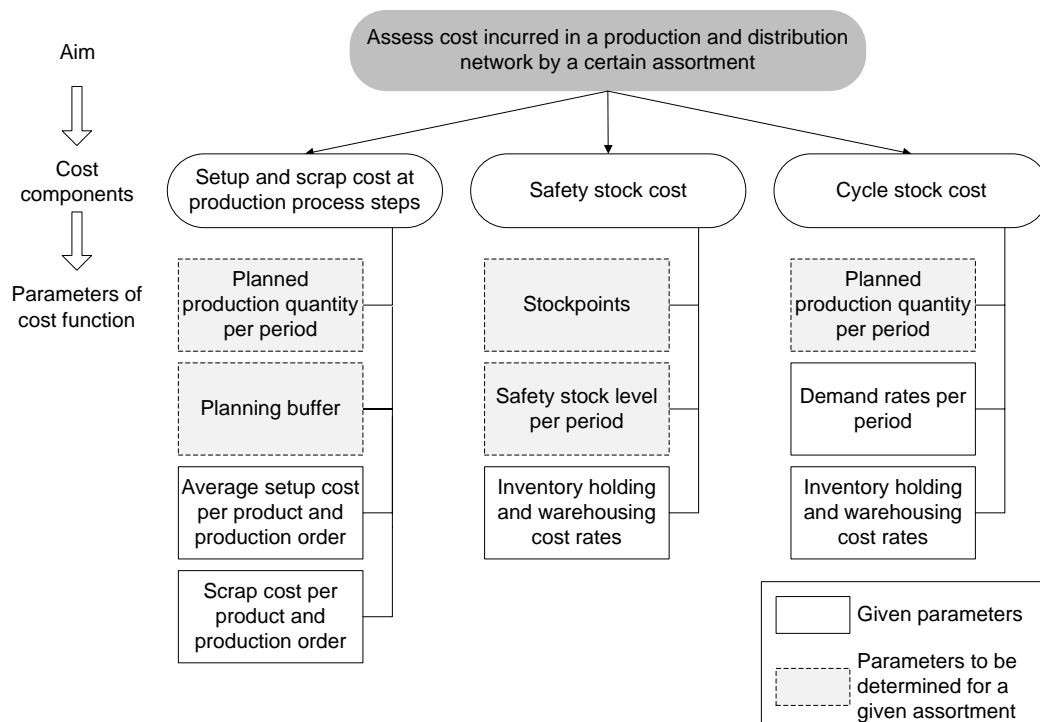 Aim
Assess cost incurred in a production and distribution
network by a certain assortment
Cost
components
Setup and scrap cost at
production process steps
Safety stock cost
Cycle stock cost
Parameters of
cost function
Planned
production quantity
per period
Stockpoints
Planned
production quantity
per period
Planning buffer
Safety stock level
per period
Demand rates per
period
Average setup cost
per product and
production order
Inventory holding
and warehousing
cost rates
Inventory holding
and warehousing
cost rates
Scrap cost per
product and
production order
Given parameters
Parameters to be
determined for a
given assortment